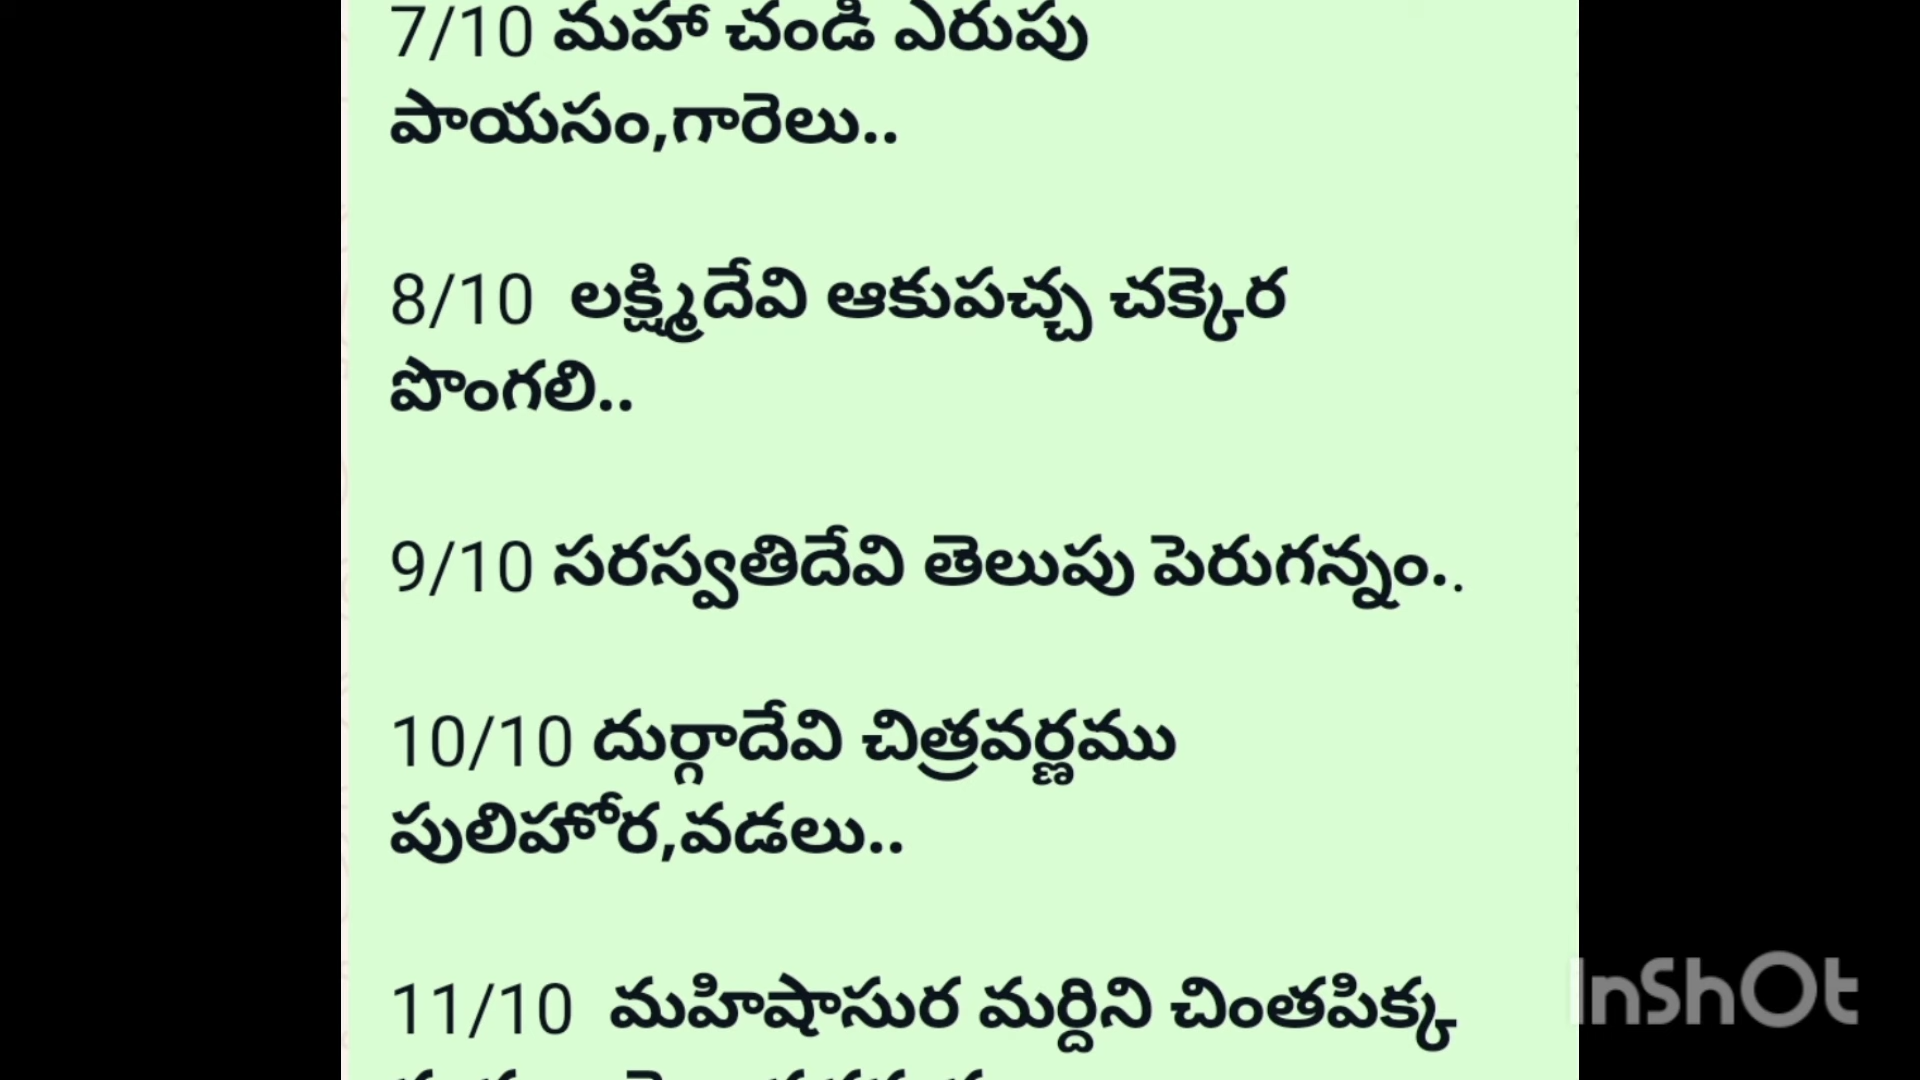 7/10 మహా చండి ఎరుపు
పాయసం,గారెలు..
8/10 లక్ష్మిదేవి ఆకుపచ్చ చక్కెర
పొంగలి..
9/10 సరస్వతిదేవి తెలుపు పెరుగన్నం..
10/10 దుర్గాదేవి చిత్రవర్ణము
పులిహోర,వడలు..
11/10 మహిషాసుర మర్దిని చింతపిక్క
InShOt